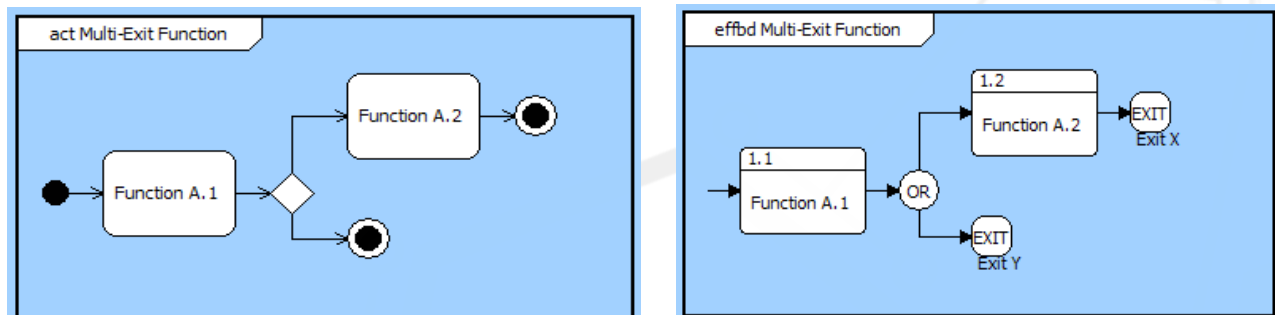 act Multi-Exit Function
Function A.2
Function A.1
effbd Multi-Exit Function
1.2
Function A.2
EXIT
Exit X
1.1
Function A.1
OR
EXIT
Exit Y